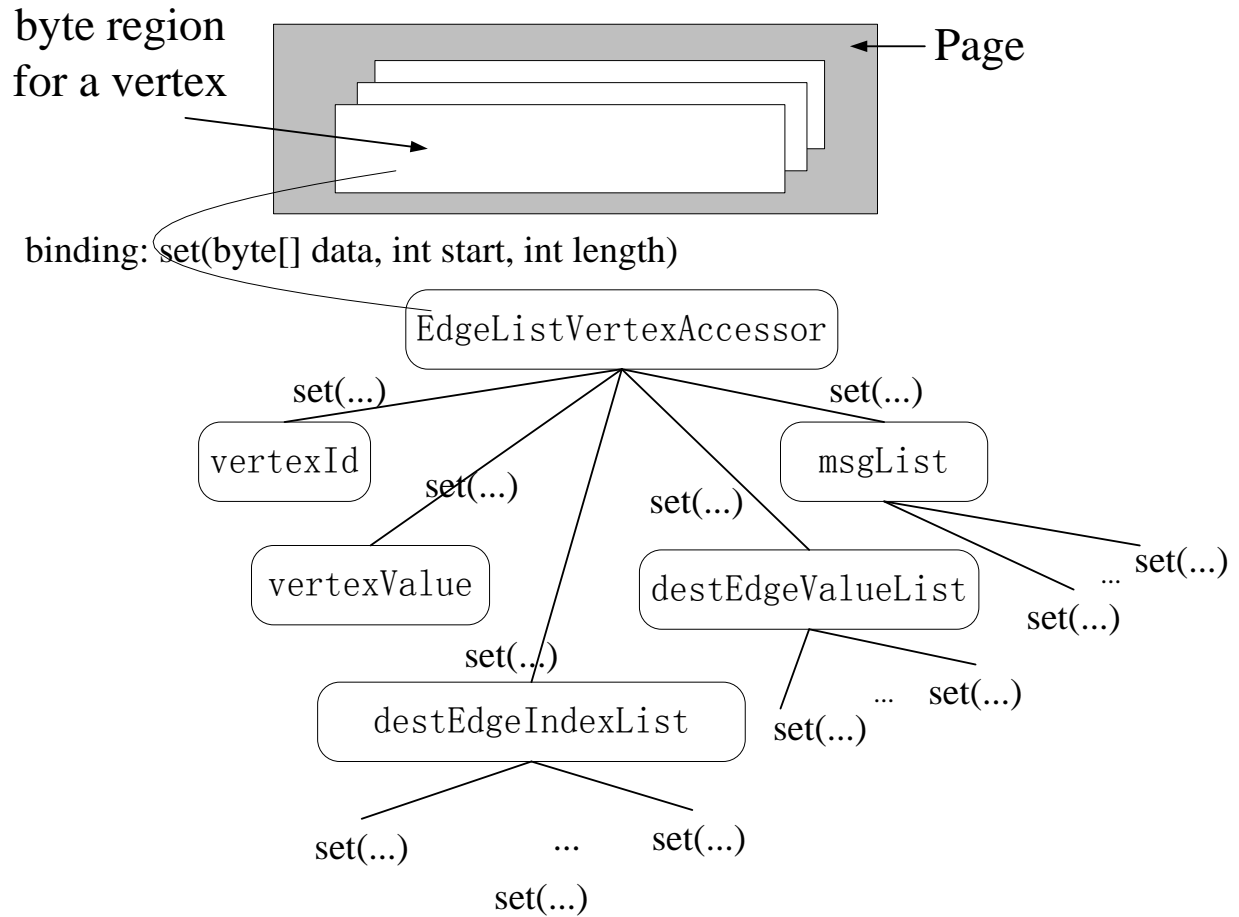 byte region
for a vertex
Page
binding: set(byte[] data, int start, int length)
EdgeListVertexAccessor
set(...)
set(...)
vertexId
msgList
set(...)
set(...)
set(...)
...
vertexValue
destEdgeValueList
set(...)
set(...)
set(...)
...
set(...)
destEdgeIndexList
set(...)
set(...)
...
set(...)
set(...)